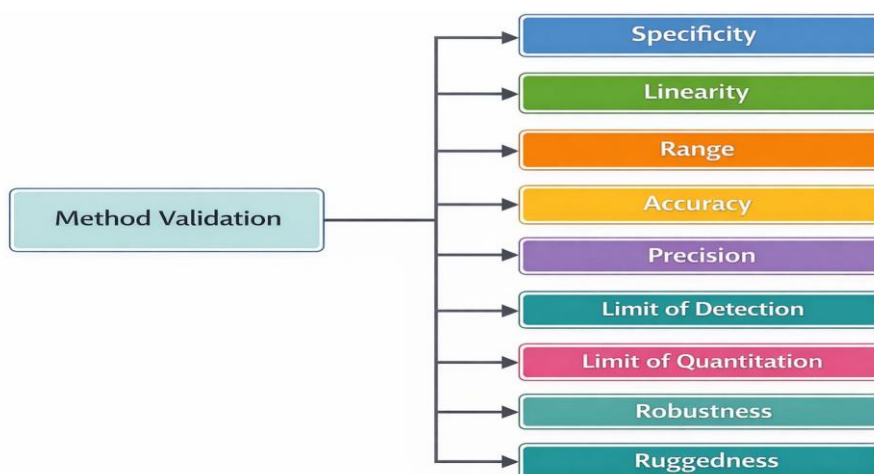 Method Validation
Specificity
Linearity
Range
Accuracy
Precision
Limit of Detection
Limit of Quantitation
Robustness
Ruggedness